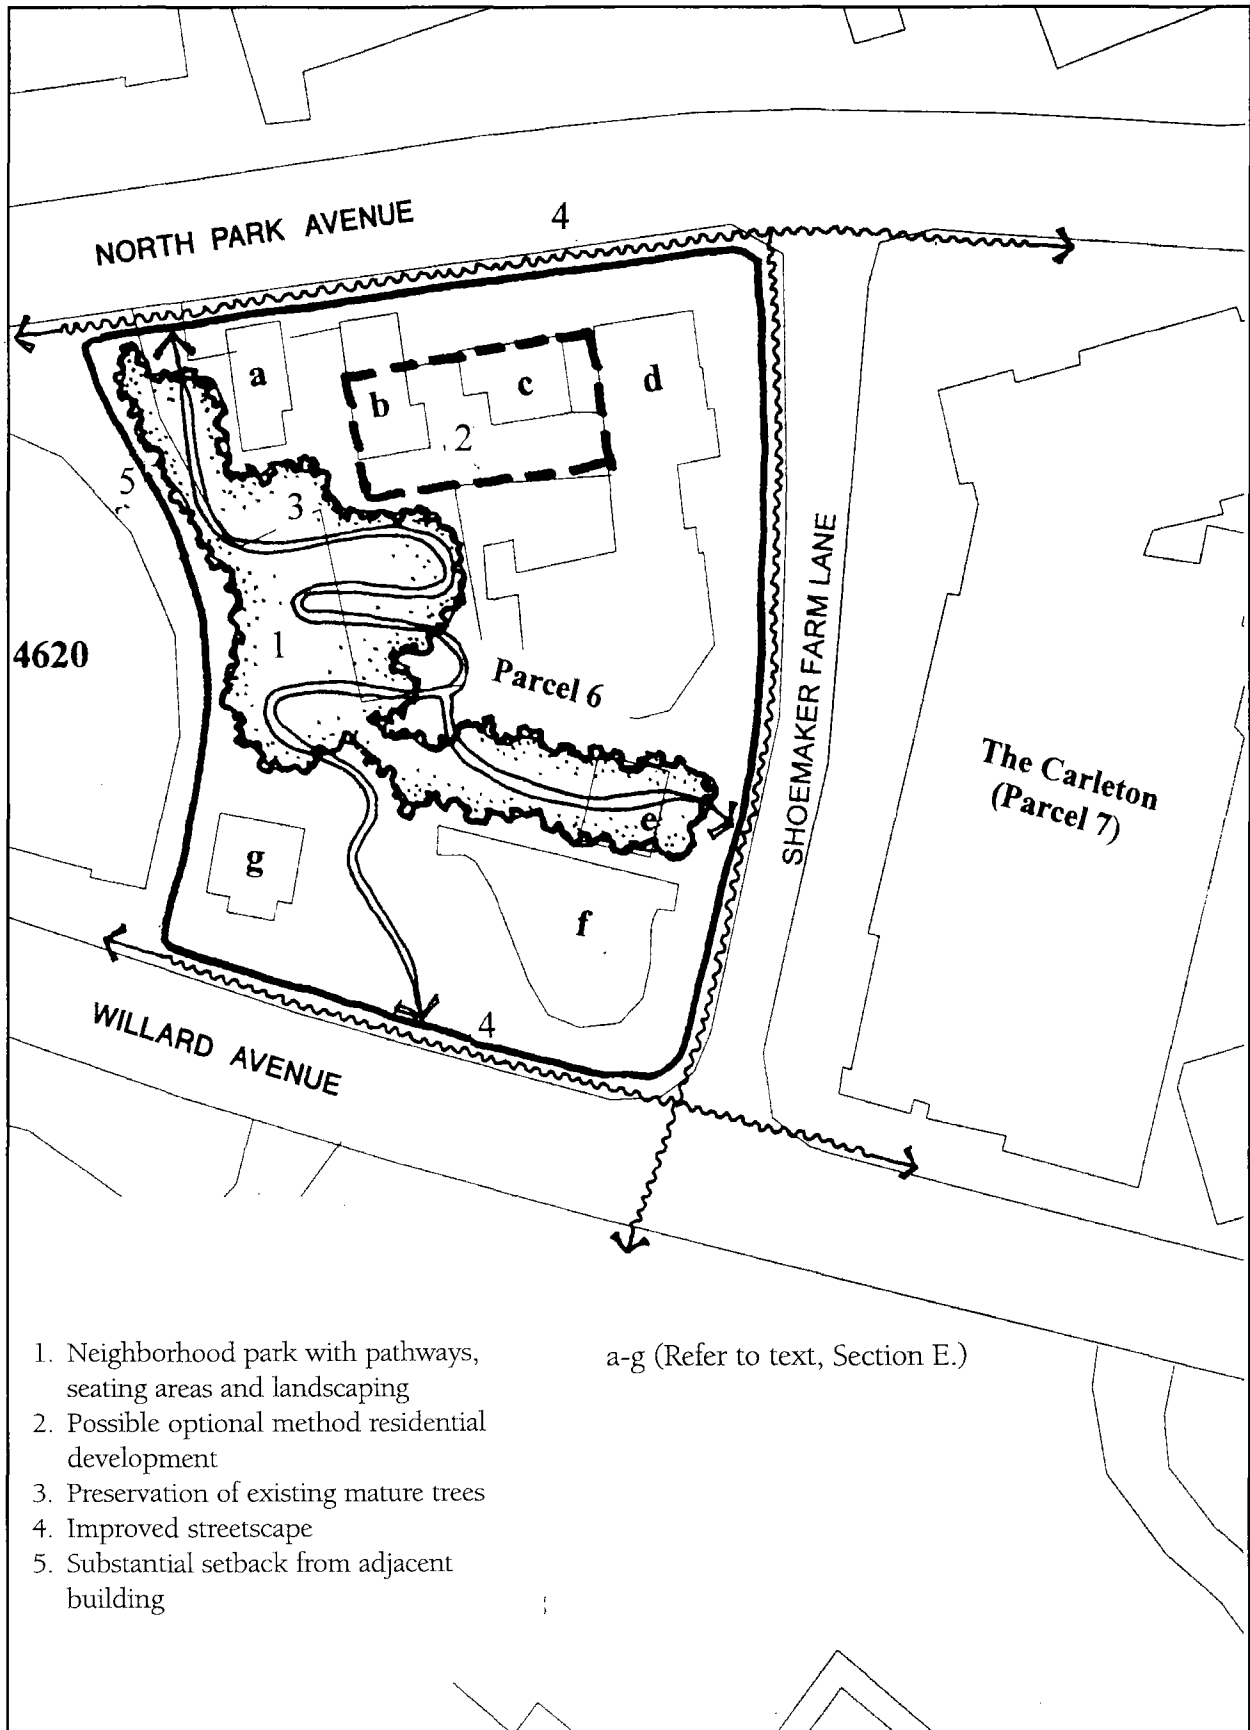 NORTH PARK AVENUE
4
a
b
c
d
2
5
3
4620
1
Parcel 6
SHOEMAKER FARM LANE
The Carleton
(Parcel 7)
e
g
f
4
WILLARD AVENUE
1. Neighborhood park with pathways,
seating areas and landscaping
2. Possible optional method residential
development
3. Preservation of existing mature trees
4. Improved streetscape
5. Substantial setback from adjacent
building
a-g (Refer to text, Section E.)